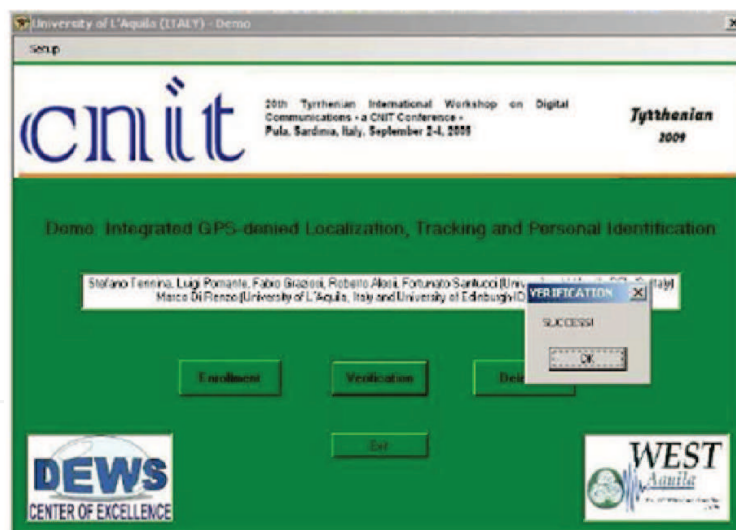 University of L'Aquila (ITALY) - Demo
Setup
cnit
20th Tyrrhenian International Workshop on Digital
Communications - a CNIT Conference -
Pula, Sardinia, Italy, September 2-4, 2009
Tyrrhenian
2009
Demo: Integrated GPS-denied Localization, Tracking and Personal Identification
Stefano Tennina, Luigi Pomante, Fabio Graziosi, Roberto Alesii, Fortunato Santucci
Marco Di Renzo (University of L'Aquila, Italy and University of Edinburgh
VERIFICATION
SUCCESS!
OK
Enrollment
Verification
Exit
DEWS
CENTER OF EXCELLENCE
WEST
Aquila